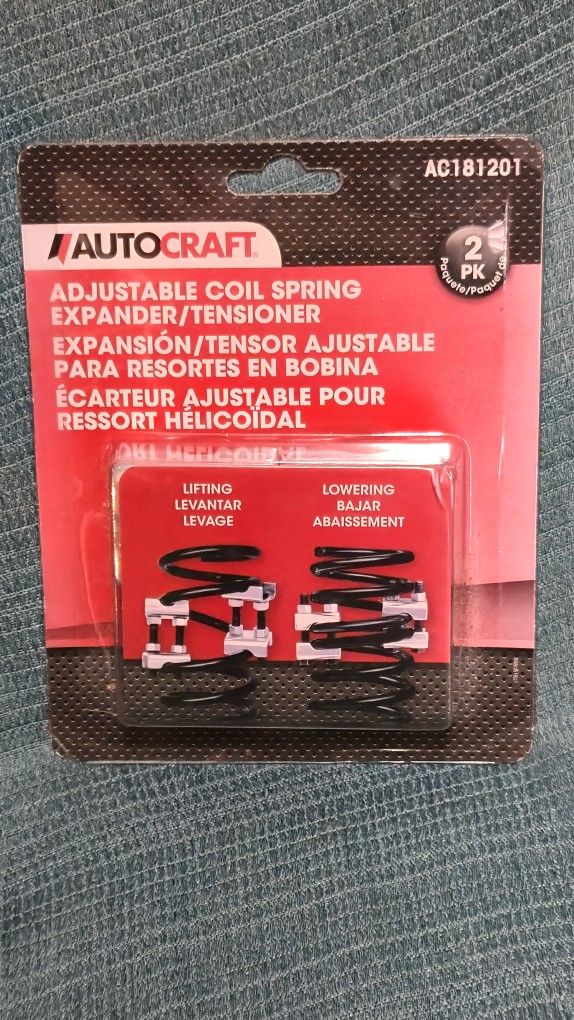 AC181201
AUTOCRAFT®
2
PK
Paquete/Paquet de
ADJUSTABLE COIL SPRING
EXPANDER/TENSIONER
EXPANSIÓN/TENSOR AJUSTABLE
PARA RESORTES EN BOBINA
ÉCARTEUR AJUSTABLE POUR
RESSORT HÉLICOÏDAL
LIFTING
LEVANTAR
LEVAGE
LOWERING
BAJAR
ABAISSEMENT